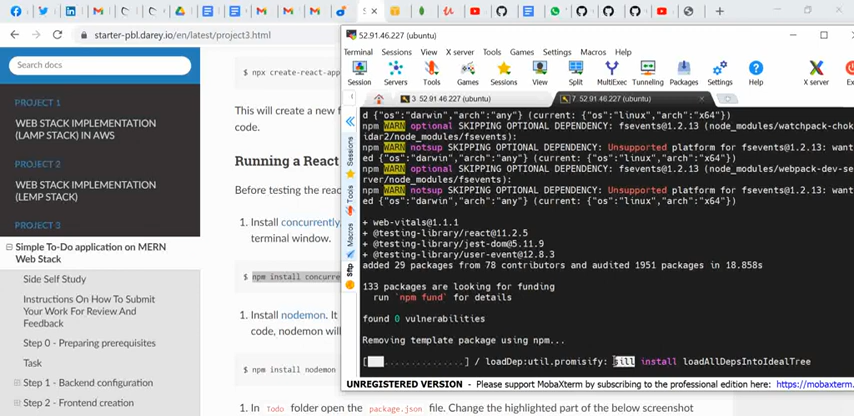 starter-pbl.darey.io/en/latest/project3.html
Search docs
PROJECT 1
WEB STACK IMPLEMENTATION
(LAMP STACK) IN AWS
PROJECT 2
WEB STACK IMPLEMENTATION
(LEMP STACK)
PROJECT 3
Simple To-Do application on MERN
Web Stack
Side Self Study
Instructions On How To Submit
Your Work For Review And
Feedback
Step 0 - Preparing prerequisites
Task
Step 1 - Backend configuration
Step 2 - Frontend creation
$ npx create-react-app
This will create a new f
code.
Running a React
Before testing the reac
1. Install concurrently.
terminal window.
$ npm install concurre
1. Install nodemon. It
code, nodemon will
$ npm install nodemon
1. In Todo folder open the package.json file. Change the highlighted part of the below screenshot
52.91.46.227 (ubuntu)
Terminal Sessions View X server Tools Games Settings Macros Help
Session Servers Tools Games Sessions View Split MultiExec Tunneling Packages Settings Help X server Exi
3. 52.91.46.227 (ubuntu)
7. 52.91.46.227 (ubuntu)
Sessions
Tools
Macros
Sftp
d {"os":"darwin","arch":"any"} (current: {"os":"linux","arch":"x64"})
npm WARN optional SKIPPING OPTIONAL DEPENDENCY: fsevents@1.2.13 (node_modules/watchpack-chok
idar2/node_modules/fsevents):
npm WARN notsup SKIPPING OPTIONAL DEPENDENCY: Unsupported platform for fsevents@1.2.13: want
ed {"os":"darwin","arch":"any"} (current: {"os":"linux","arch":"x64"})
npm WARN optional SKIPPING OPTIONAL DEPENDENCY: fsevents@1.2.13 (node_modules/webpack-dev-se
rver/node_modules/fsevents):
npm WARN notsup SKIPPING OPTIONAL DEPENDENCY: Unsupported platform for fsevents@1.2.13: want
ed {"os":"darwin","arch":"any"} (current: {"os":"linux","arch":"x64"})
+ web-vitals@1.1.1
+ @testing-library/react@11.2.5
+ @testing-library/jest-dom@5.11.9
+ @testing-library/user-event@12.8.3
added 29 packages from 78 contributors and audited 1951 packages in 18.858s
133 packages are looking for funding
run `npm fund` for details
found 0 vulnerabilities
Removing template package using npm...
[ ................] / loadDep:util.promisify: sill install loadAllDepsIntoIdealTree
UNREGISTERED VERSION - Please support MobaXterm by subscribing to the professional edition here: https://mobaxterm.